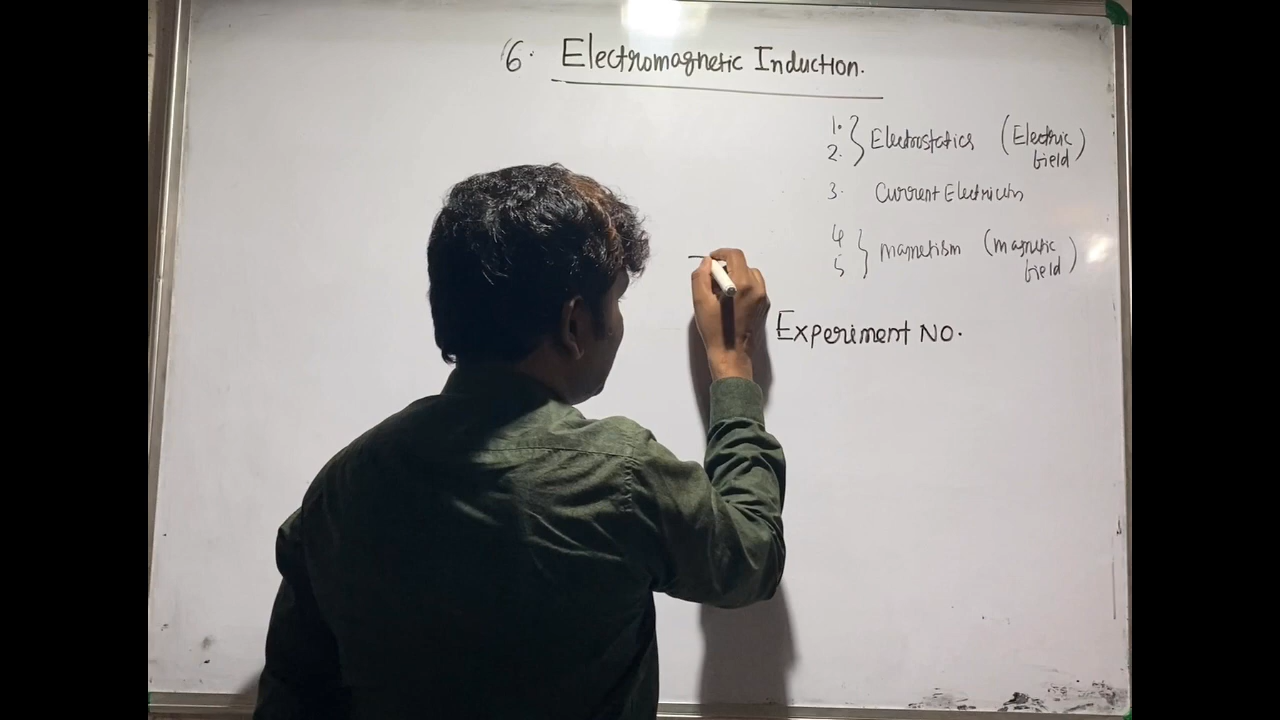 6. Electromagnetic Induction.
1.
2. } Electrostatics (Electric field)
3. Current Electricity
4
5 } magnetism (magnetic field)
Experiment No.